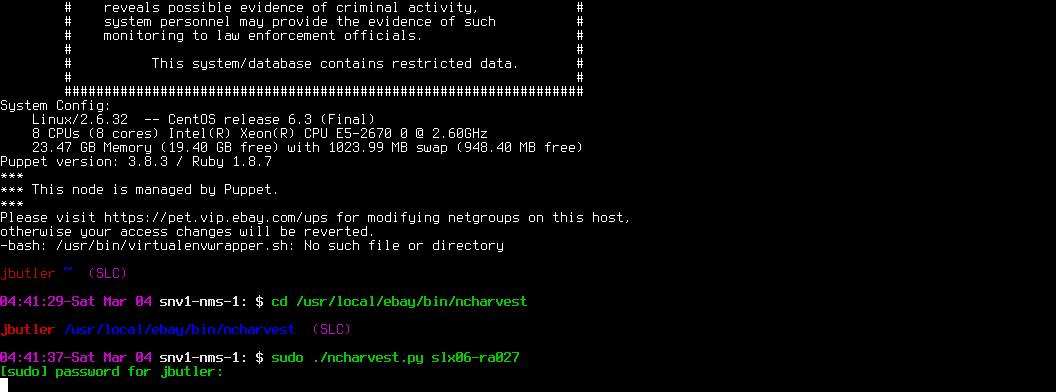 # reveals possible evidence of criminal activity, #
# system personnel may provide the evidence of such #
# monitoring to law enforcement officials. #
# #
# This system/database contains restricted data. #
# #
#################################################################
System Config:
Linux/2.6.32 -- CentOS release 6.3 (Final)
8 CPUs (8 cores) Intel(R) Xeon(R) CPU E5-2670 0 @ 2.60GHz
23.47 GB Memory (19.40 GB free) with 1023.99 MB swap (948.40 MB free)
Puppet version: 3.8.3 / Ruby 1.8.7
***
*** This node is managed by Puppet.
***
Please visit https://pet.vip.ebay.com/ups for modifying netgroups on this host,
otherwise your access changes will be reverted.
-bash: /usr/bin/virtualenvwrapper.sh: No such file or directory
jbutler ~ (SLC)
04:41:29-Sat Mar 04 snv1-nms-1: $ cd /usr/local/ebay/bin/ncharvest
jbutler /usr/local/ebay/bin/ncharvest (SLC)
04:41:37-Sat Mar 04 snv1-nms-1: $ sudo ./ncharvest.py slx06-ra027
[sudo] password for jbutler: